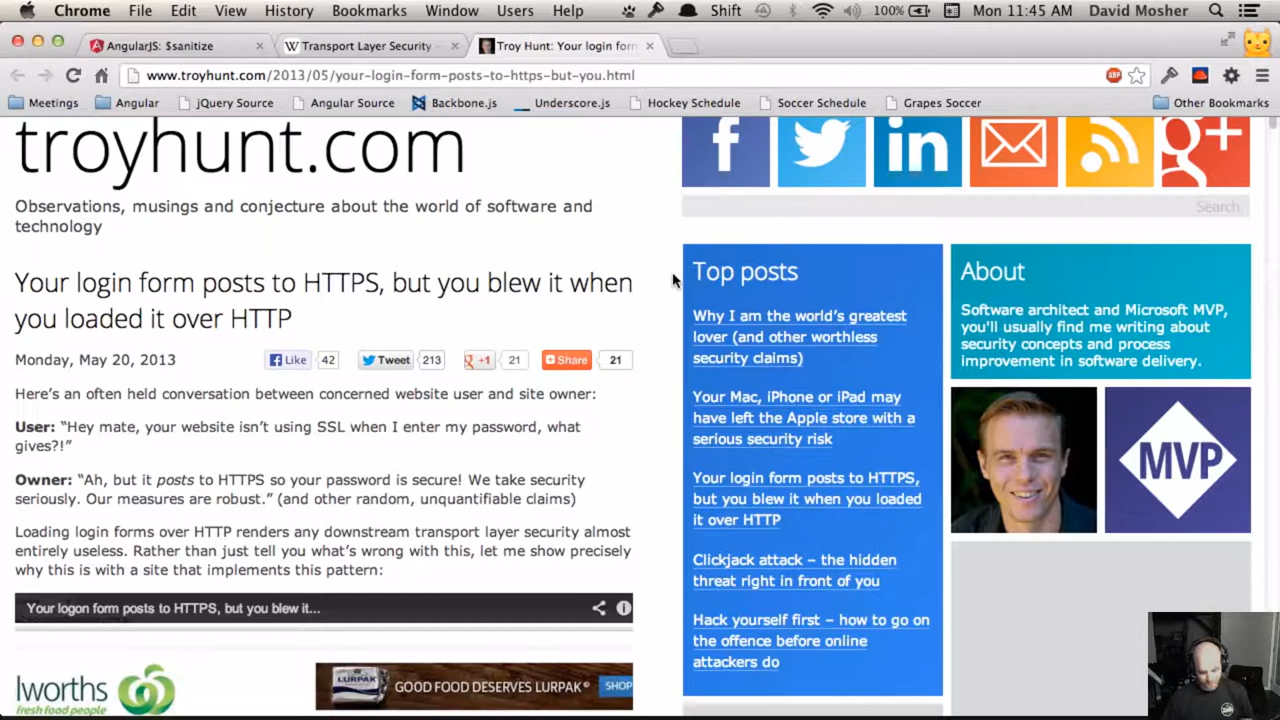 Chrome File Edit View History Bookmarks Window Users Help Shift 100% Mon 11:45 AM David Mosher
AngularJS: $sanitize
Transport Layer Security -
Troy Hunt: Your login for
www.troyhunt.com/2013/05/your-login-form-posts-to-https-but-you.html
ABP
Meetings Angular jQuery Source Angular Source Backbone.js Underscore.js Hockey Schedule Soccer Schedule Grapes Soccer Other Bookmarks
troyhunt.com
Observations, musings and conjecture about the world of software and
technology
Your login form posts to HTTPS, but you blew it when
you loaded it over HTTP
Monday, May 20, 2013
Like 42 Tweet 213 +1 21 Share 21
Here's an often held conversation between concerned website user and site owner:
User: “Hey mate, your website isn't using SSL when I enter my password, what
gives?!”
Owner: “Ah, but it posts to HTTPS so your password is secure! We take security
seriously. Our measures are robust.” (and other random, unquantifiable claims)
Loading login forms over HTTP renders any downstream transport layer security almost
entirely useless. Rather than just tell you what's wrong with this, let me show precisely
why this is with a site that implements this pattern:
Your logon form posts to HTTPS, but you blew it...
lworths
fresh food people
LURPAK
GOOD FOOD DESERVES LURPAK®
SHOP
f
in
g+
Search
Top posts
Why I am the world's greatest
lover (and other worthless
security claims)
Your Mac, iPhone or iPad may
have left the Apple store with a
serious security risk
Your login form posts to HTTPS,
but you blew it when you loaded
it over HTTP
Clickjack attack – the hidden
threat right in front of you
Hack yourself first – how to go on
the offence before online
attackers do
About
Software architect and Microsoft MVP,
you'll usually find me writing about
security concepts and process
improvement in software delivery.
MVP